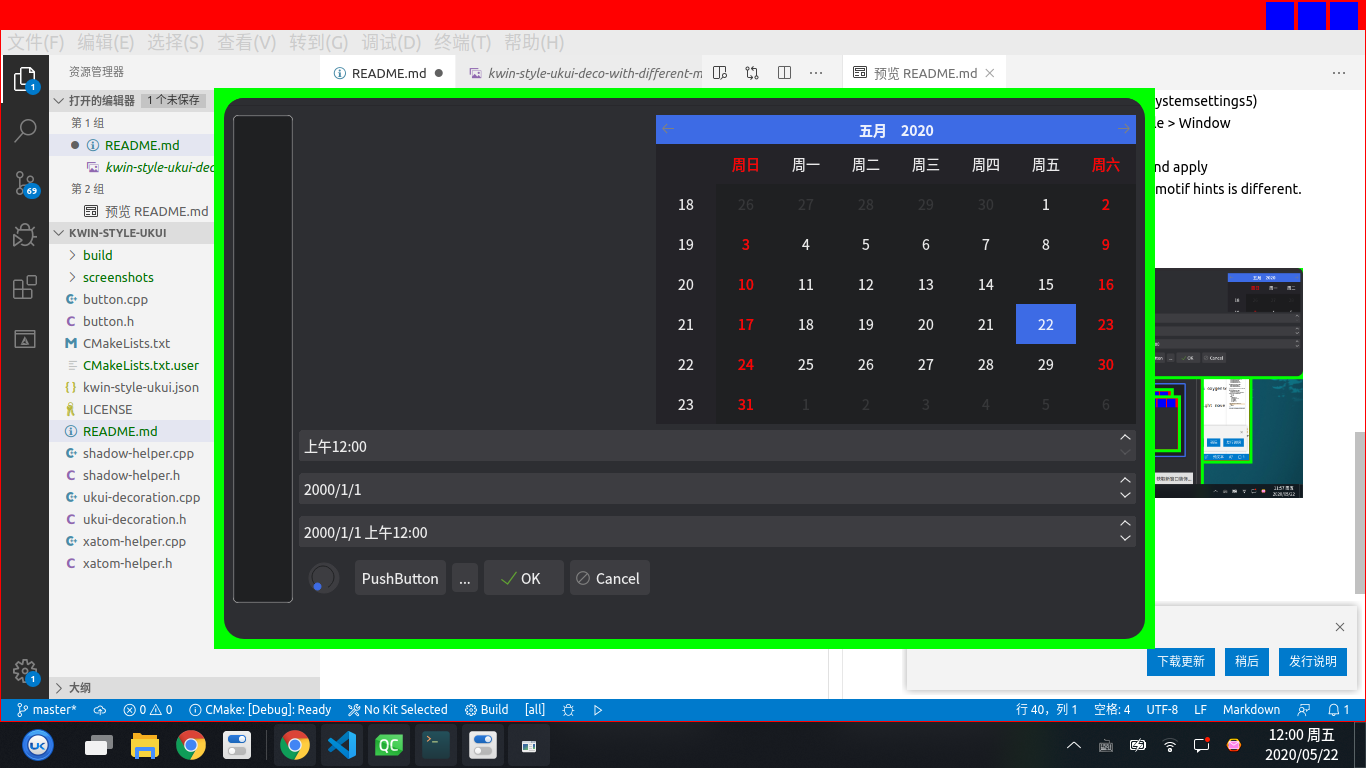 文件(F) 编辑(E) 选择(S) 查看(V) 转到(G) 调试(D) 终端(T) 帮助(H)
资源管理器
README.md
kwin-style-ukui-deco-with-different-m
预览 README.md
打开的编辑器 1 个未保存
第 1 组
README.md
kwin-style-ukui-dec
第 2 组
预览 README.md
KWIN-STYLE-UKUI
build
screenshots
button.cpp
button.h
CMakeLists.txt
CMakeLists.txt.user
kwin-style-ukui.json
LICENSE
README.md
shadow-helper.cpp
shadow-helper.h
ukui-decoration.cpp
ukui-decoration.h
xatom-helper.cpp
xatom-helper.h
大纲
1
69
1
五月 2020
周日 周一 周二 周三 周四 周五 周六
18 26 27 28 29 30 1 2
19 3 4 5 6 7 8 9
20 10 11 12 13 14 15 16
21 17 18 19 20 21 22 23
22 24 25 26 27 28 29 30
23 31 1 2 3 4 5 6
上午12:00
2000/1/1
2000/1/1 上午12:00
PushButton ... OK Cancel
ystemsettings5)
le > Window
nd apply
motif hints is different.
五月 2020
下载更新 稍后 发行说明
master* 0 0 CMake: [Debug]: Ready No Kit Selected Build [all] 行 40，列 1 空格: 4 UTF-8 LF Markdown 1
12:00 周五
2020/05/22